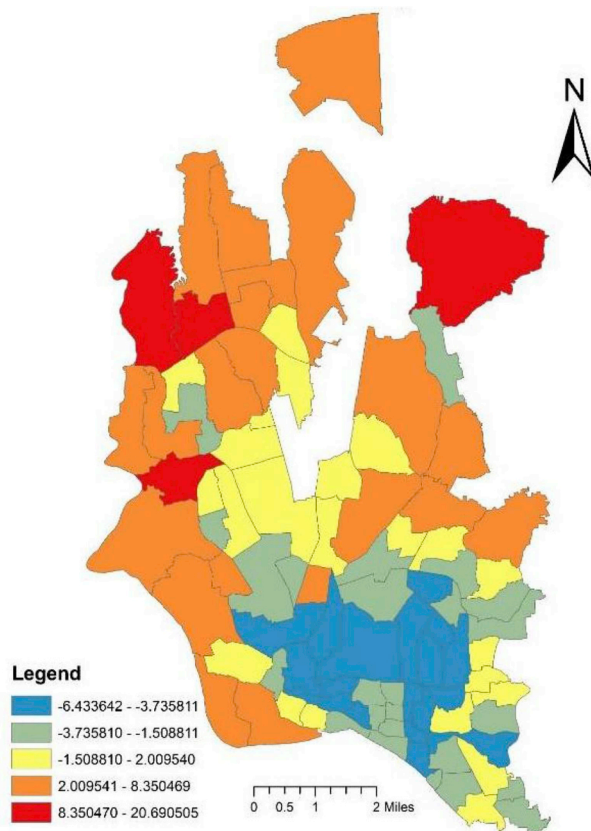 N
Legend
-6.433642 - -3.735811
-3.735810 - -1.508811
-1.508810 - 2.009540
2.009541 - 8.350469
8.350470 - 20.690505
0 0.5 1 2 Miles